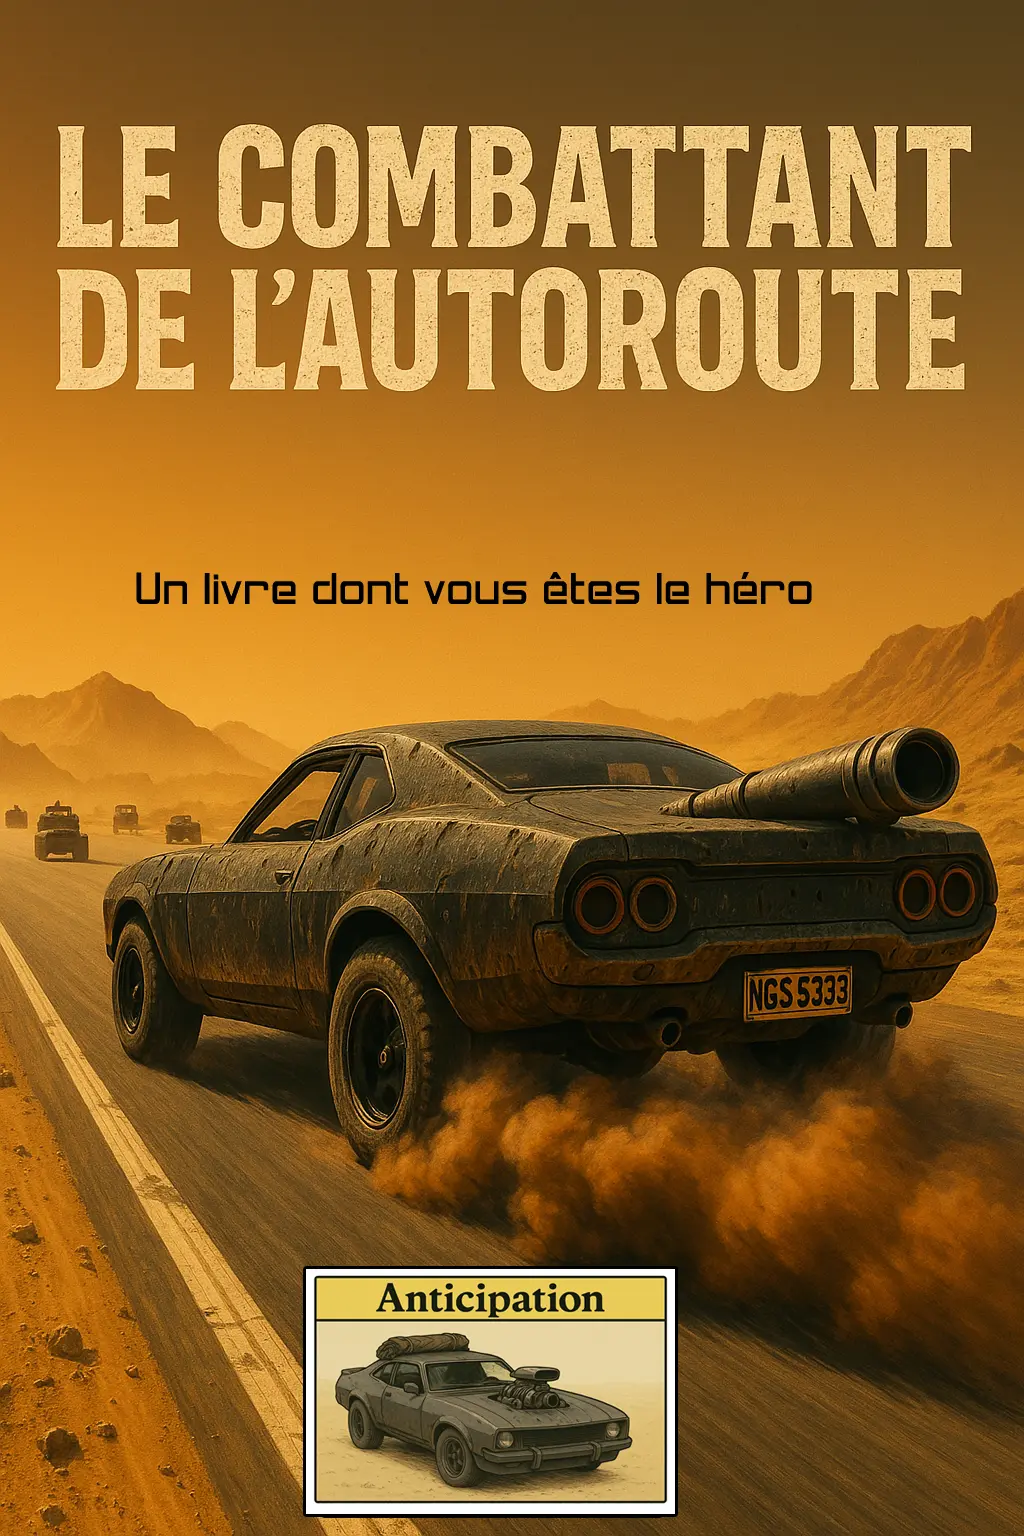 LE COMBATTANT
DE L'AUTOROUTE
Un livre dont vous êtes le héro
NGS 5333
Anticipation